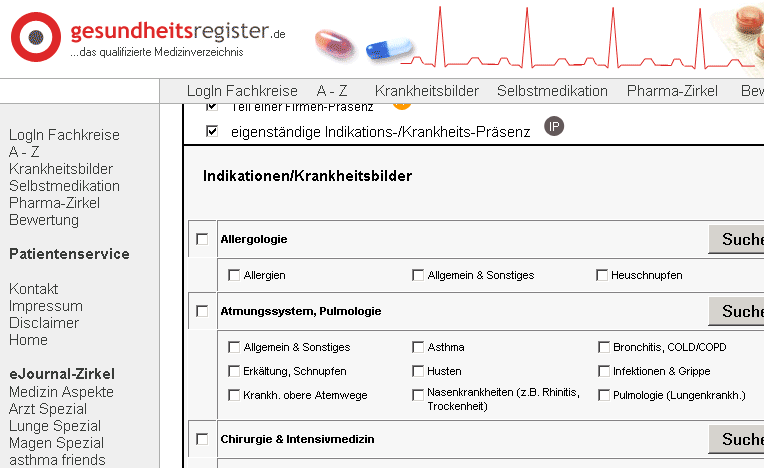 gesundheitsregister.de
...das qualifizierte Medizinverzeichnis
LogIn Fachkreise A - Z Krankheitsbilder Selbstmedikation Pharma-Zirkel Bew
LogIn Fachkreise
A - Z
Krankheitsbilder
Selbstmedikation
Pharma-Zirkel
Bewertung
Patientenservice
Kontakt
Impressum
Disclaimer
Home
eJournal-Zirkel
Medizin Aspekte
Arzt Spezial
Lunge Spezial
Magen Spezial
asthma friends
Teil einer Firmen-Präsenz
eigenständige Indikations-/Krankheits-Präsenz IP
Indikationen/Krankheitsbilder
Allergologie Suche
Allergien Allgemein & Sonstiges Heuschnupfen
Atmungssystem, Pulmologie Suche
Allgemein & Sonstiges Asthma Bronchitis, COLD/COPD
Erkältung, Schnupfen Husten Infektionen & Grippe
Krankh. obere Atemwege Nasenkrankheiten (z.B. Rhinitis, Trockenheit) Pulmologie (Lungenkrankh.)
Chirurgie & Intensivmedizin Suche